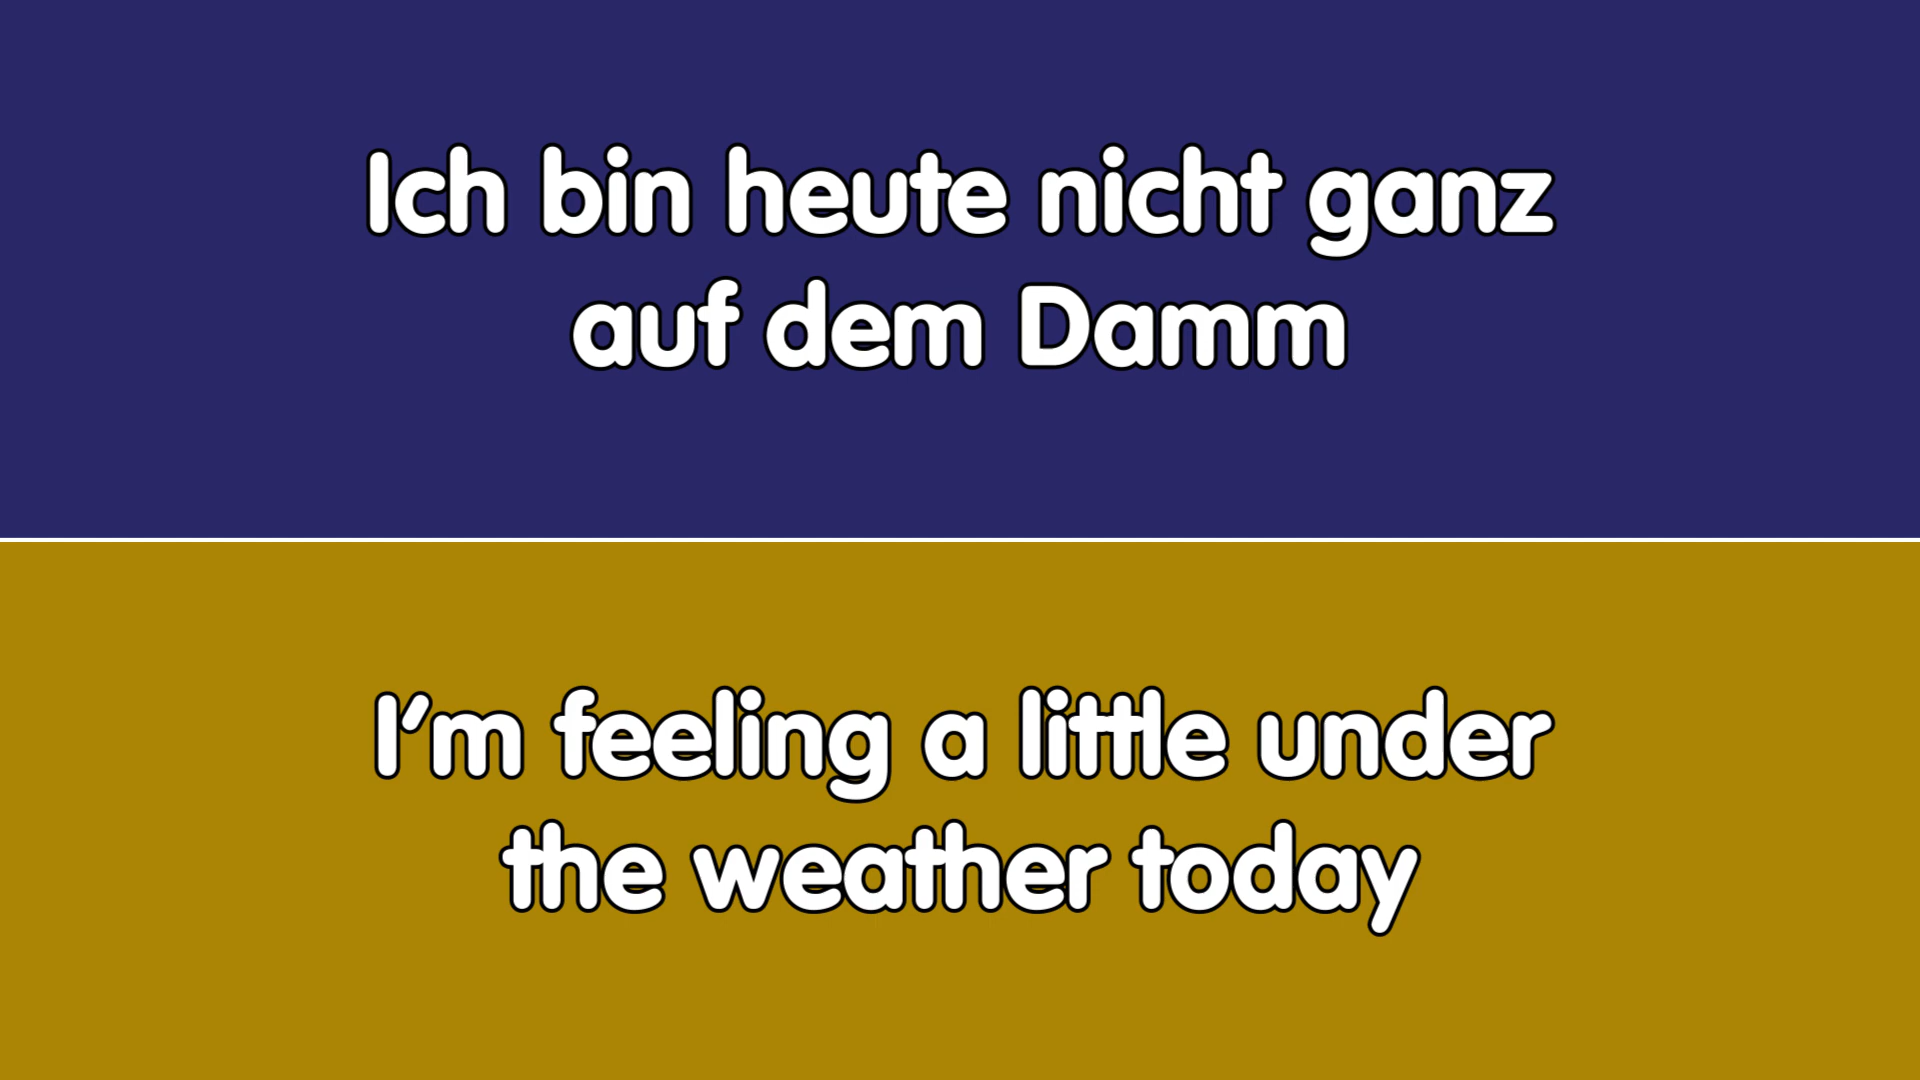 Ich bin heute nicht ganz
auf dem Damm
I'm feeling a little under
the weather today